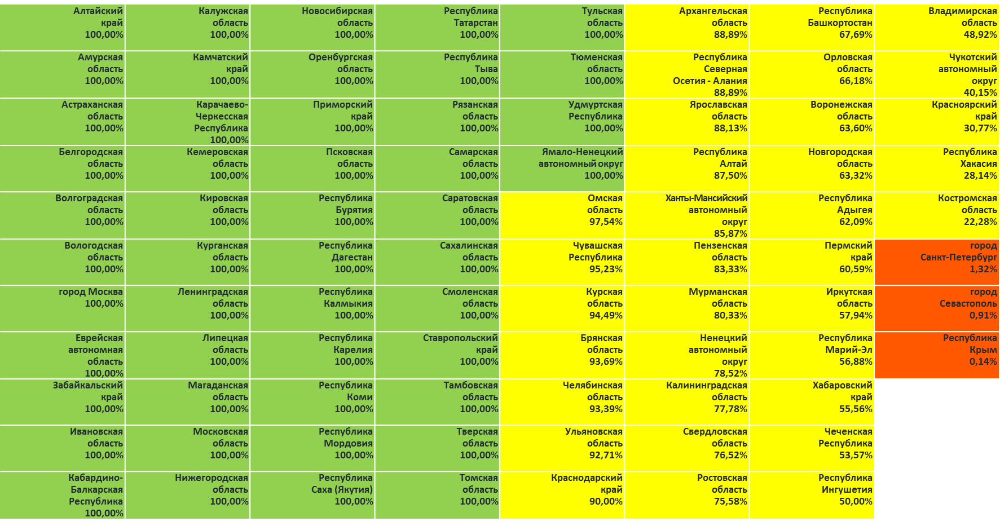 Алтайский
край
100,00%
Калужская
область
100,00%
Новосибирская
область
100,00%
Республика
Татарстан
100,00%
Тульская
область
100,00%
Архангельская
область
88,89%
Республика
Башкортостан
67,69%
Владимирская
область
48,92%
Амурская
область
100,00%
Камчатский
край
100,00%
Оренбургская
область
100,00%
Республика
Тыва
100,00%
Тюменская
область
100,00%
Республика
Северная
Осетия - Алания
88,89%
Орловская
область
66,18%
Чукотский
автономный
округ
40,15%
Астраханская
область
100,00%
Карачаево-
Черкесская
Республика
100,00%
Приморский
край
100,00%
Рязанская
область
100,00%
Удмуртская
Республика
100,00%
Ярославская
область
88,13%
Воронежская
область
63,60%
Красноярский
край
30,77%
Белгородская
область
100,00%
Кемеровская
область
100,00%
Псковская
область
100,00%
Самарская
область
100,00%
Ямало-Ненецкий
автономный округ
100,00%
Республика
Алтай
87,50%
Новгородская
область
63,32%
Республика
Хакасия
28,14%
Волгоградская
область
100,00%
Кировская
область
100,00%
Республика
Бурятия
100,00%
Саратовская
область
100,00%
Омская
область
97,54%
Ханты-Мансийский
автономный
округ
85,87%
Республика
Адыгея
62,09%
Костромская
область
22,28%
Вологодская
область
100,00%
Курганская
область
100,00%
Республика
Дагестан
100,00%
Сахалинская
область
100,00%
Чувашская
Республика
95,23%
Пензенская
область
83,33%
Пермский
край
60,59%
город
Санкт-Петербург
1,32%
город Москва
100,00%
Ленинградская
область
100,00%
Республика
Калмыкия
100,00%
Смоленская
область
100,00%
Курская
область
94,49%
Мурманская
область
80,33%
Иркутская
область
57,94%
город
Севастополь
0,91%
Еврейская
автономная
область
100,00%
Липецкая
область
100,00%
Республика
Карелия
100,00%
Ставропольский
край
100,00%
Брянская
область
93,69%
Ненецкий
автономный
округ
78,52%
Республика
Марий-Эл
56,88%
Республика
Крым
0,14%
Забайкальский
край
100,00%
Магаданская
область
100,00%
Республика
Коми
100,00%
Тамбовская
область
100,00%
Челябинская
область
93,39%
Калининградская
область
77,78%
Хабаровский
край
55,56%
Ивановская
область
100,00%
Московская
область
100,00%
Республика
Мордовия
100,00%
Тверская
область
100,00%
Ульяновская
область
92,71%
Свердловская
область
76,52%
Чеченская
Республика
53,57%
Кабардино-
Балкарская
Республика
100,00%
Нижегородская
область
100,00%
Республика
Саха (Якутия)
100,00%
Томская
область
100,00%
Краснодарский
край
90,00%
Ростовская
область
75,58%
Республика
Ингушетия
50,00%